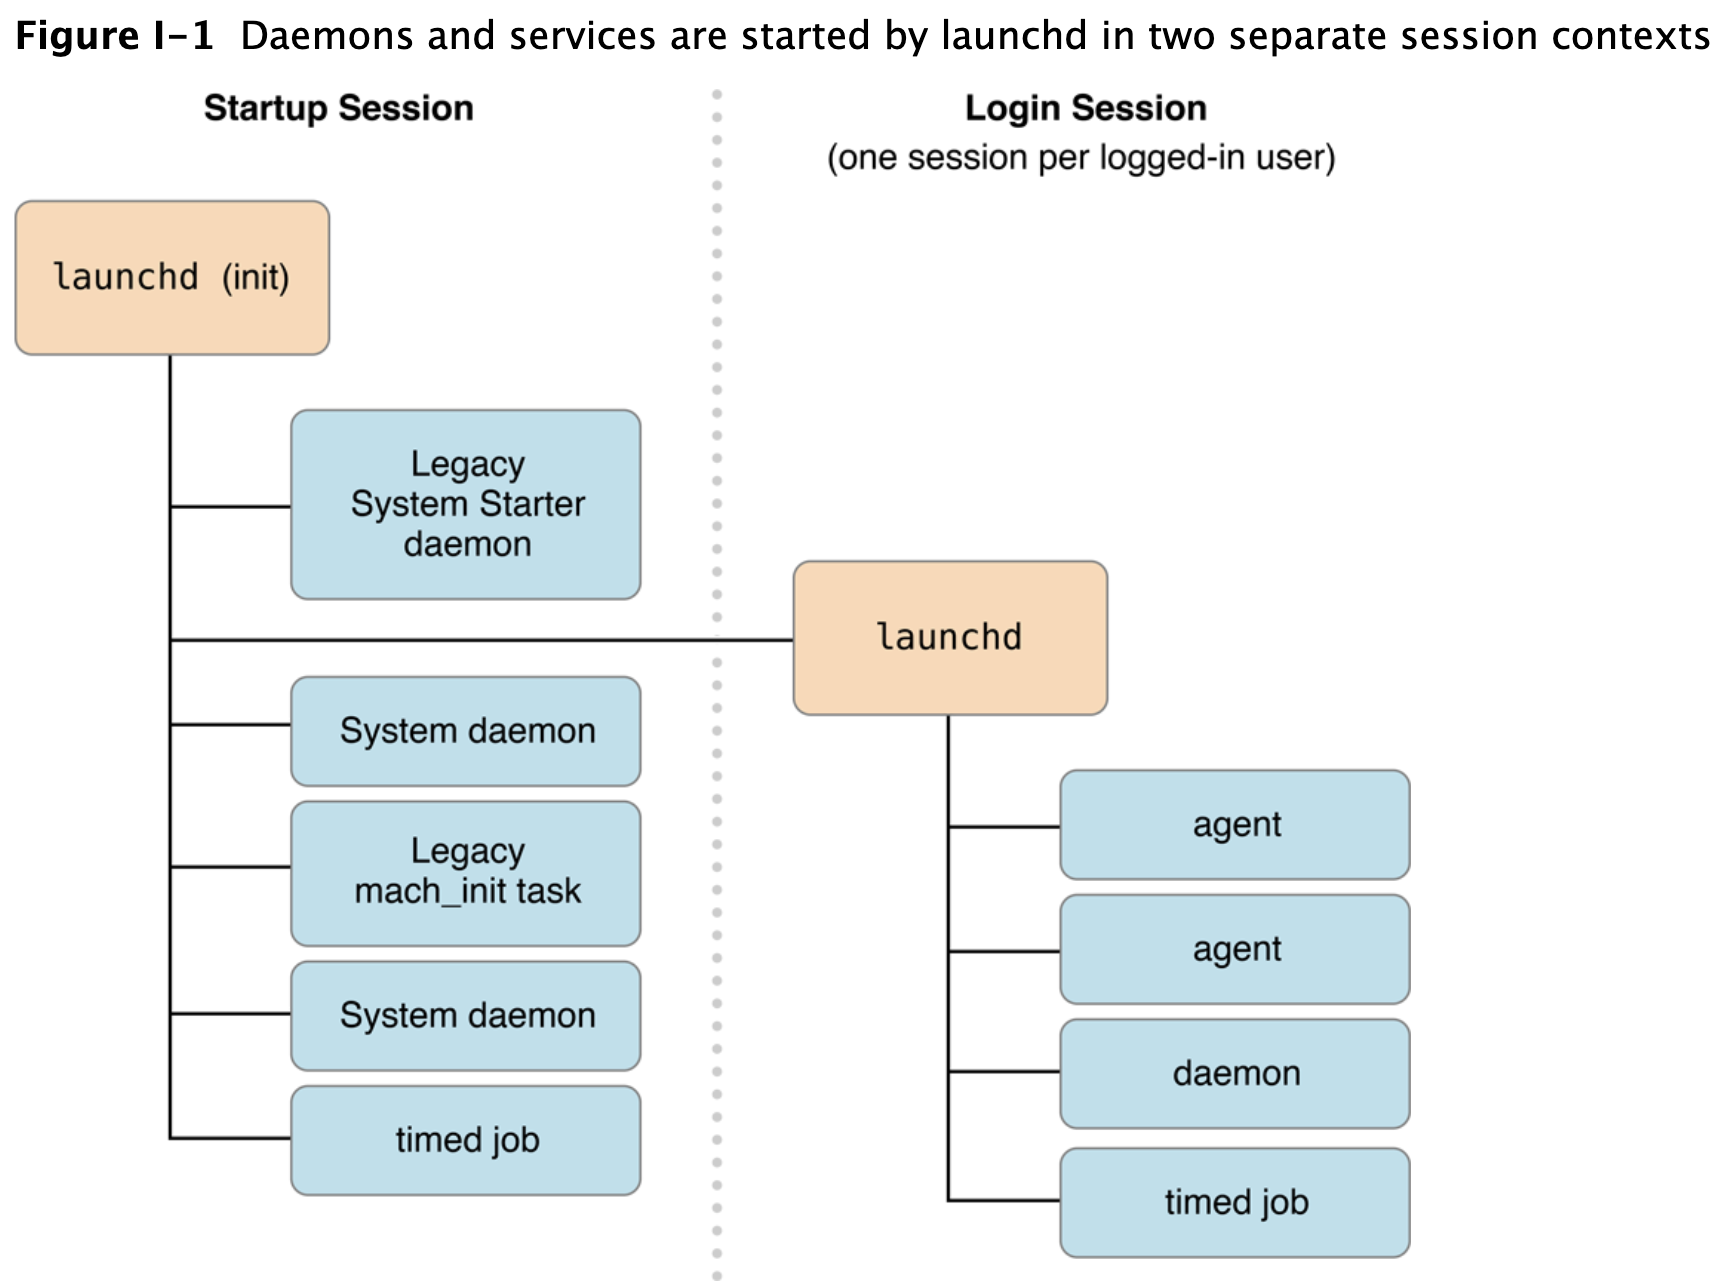 Figure I-1 Daemons and services are started by launchd in two separate session contexts
Startup Session
Login Session
(one session per logged-in user)
launchd (init)
Legacy
System Starter
daemon
launchd
System daemon
Legacy
mach_init task
System daemon
timed job
agent
agent
daemon
timed job